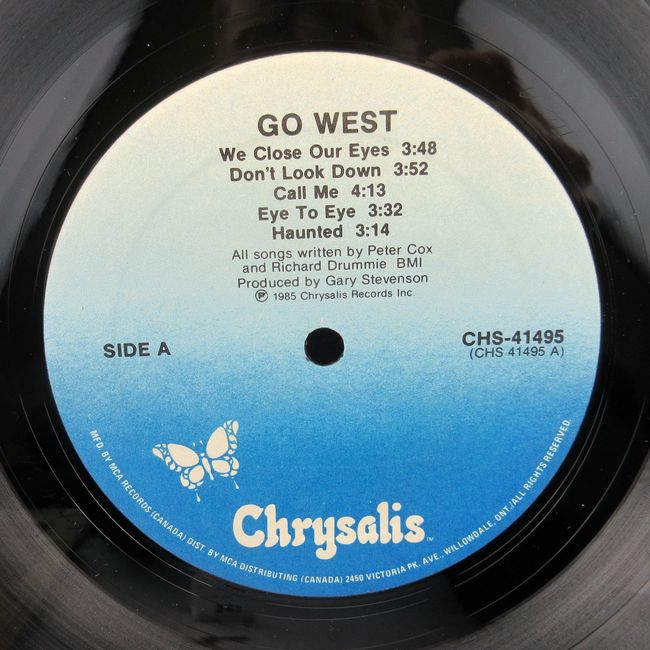 GO WEST
We Close Our Eyes 3:48
Don't Look Down 3:52
Call Me 4:13
Eye To Eye 3:32
Haunted 3:14
All songs written by Peter Cox
and Richard Drummie BMI
Produced by Gary Stevenson
℗ 1985 Chrysalis Records Inc.
SIDE A
CHS-41495
(CHS 41495 A)
Chrysalis™
MFD. BY MCA RECORDS (CANADA) DIST. BY MCA DISTRIBUTING (CANADA) 2450 VICTORIA PK. AVE., WILLOWDALE, ONT./ALL RIGHTS RESERVED.